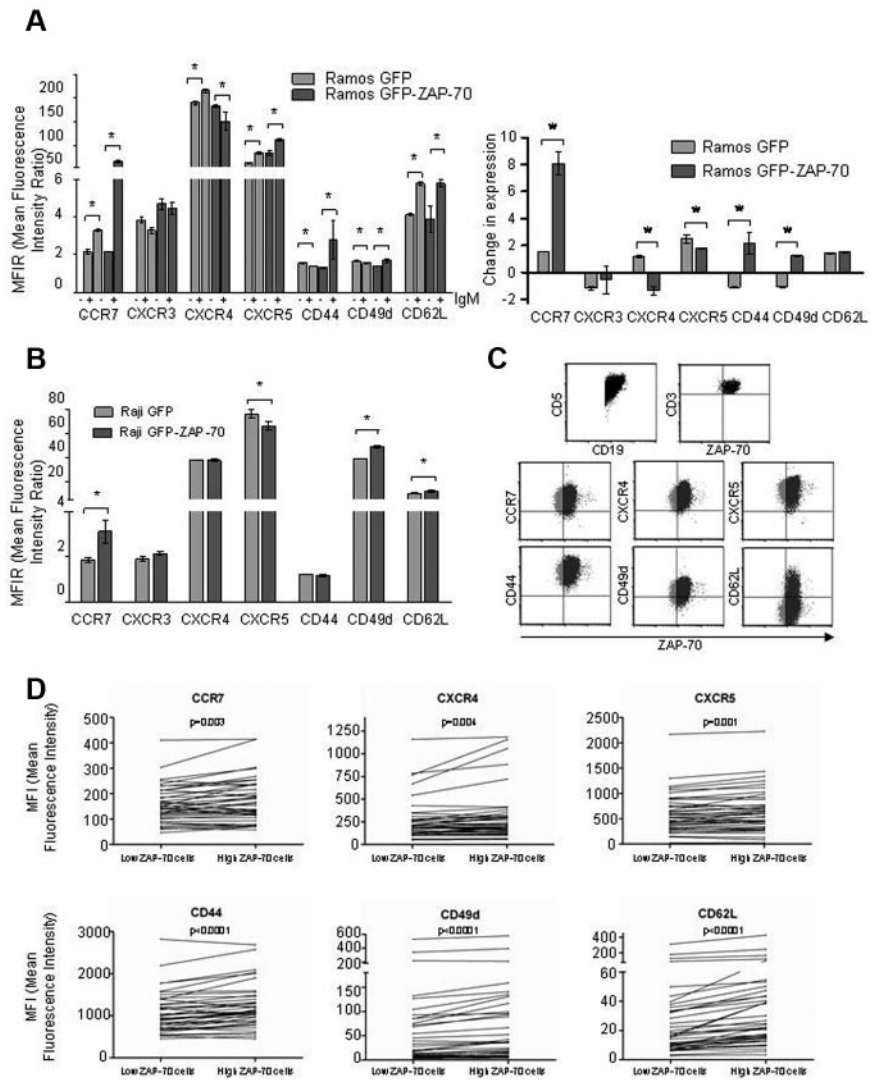 A
MFIR (Mean Fluorescence
Intensity Ratio)
200
150
100
50
6
4
2
0
Ramos GFP
Ramos GFP-ZAP-70
* * * * * * * * * * * * *
- + - + - + - + - + - + - + - + - + - + - + - + - + - + IgM
CCR7 CXCR3 CXCR4 CXCR5 CD44 CD49d CD62L
Change in expression
10
8
6
4
2
0
-2
Ramos GFP
Ramos GFP-ZAP-70
* * * * *
CCR7 CXCR3 CXCR4 CXCR5 CD44 CD49d CD62L
B
MFIR (Mean Fluorescence
Intensity Ratio)
80
60
40
20
4
2
0
Raji GFP
Raji GFP-ZAP-70
* * * *
CCR7 CXCR3 CXCR4 CXCR5 CD44 CD49d CD62L
C
CD5
CD19
CD3
ZAP-70
CCR7
CXCR4
CXCR5
CD44
CD49d
CD62L
ZAP-70
D
MFI (Mean
Fluorescence Intensity)
CCR7
p=0.003
500
400
300
200
100
0
Low ZAP-70 cells High ZAP-70 cells
CXCR4
p=0.004
1250
1000
750
500
250
0
Low ZAP-70 cells High ZAP-70 cells
CXCR5
p=0.001
2500
2000
1500
1000
500
0
Low ZAP-70 cells High ZAP-70 cells
MFI (Mean
Fluorescence Intensity)
CD44
p<0.0001
3000
2000
1000
0
Low ZAP-70 cells High ZAP-70 cells
CD49d
p<0.0001
600
400
200
150
100
50
0
Low ZAP-70 cells High ZAP-70 cells
CD62L
p<0.0001
400
200
60
40
20
0
Low ZAP-70 cells High ZAP-70 cells